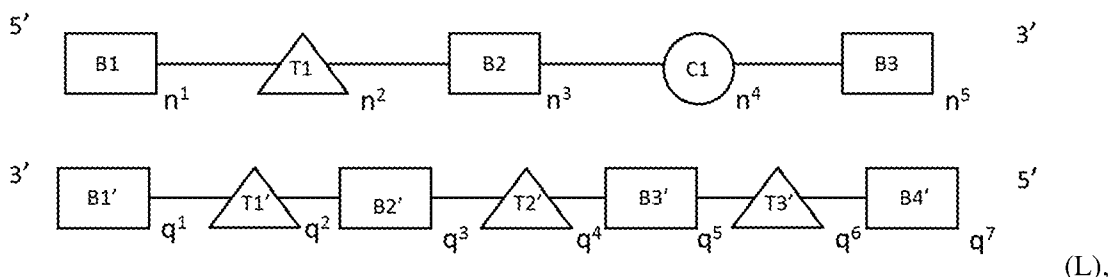 5’ B1 T1 B2 C1 B3 3’
n¹ n² n³ n⁴ n⁵
3’ B1’ T1’ B2’ T2’ B3’ T3’ B4’ 5’
q¹ q² q³ q⁴ q⁵ q⁶ q⁷
(L),